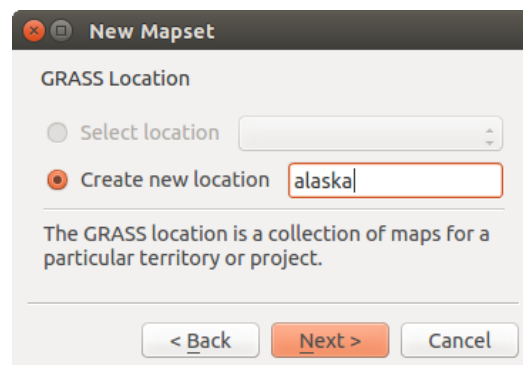 New Mapset
GRASS Location
Select location
Create new location alaska
The GRASS location is a collection of maps for a
particular territory or project.
< Back Next > Cancel